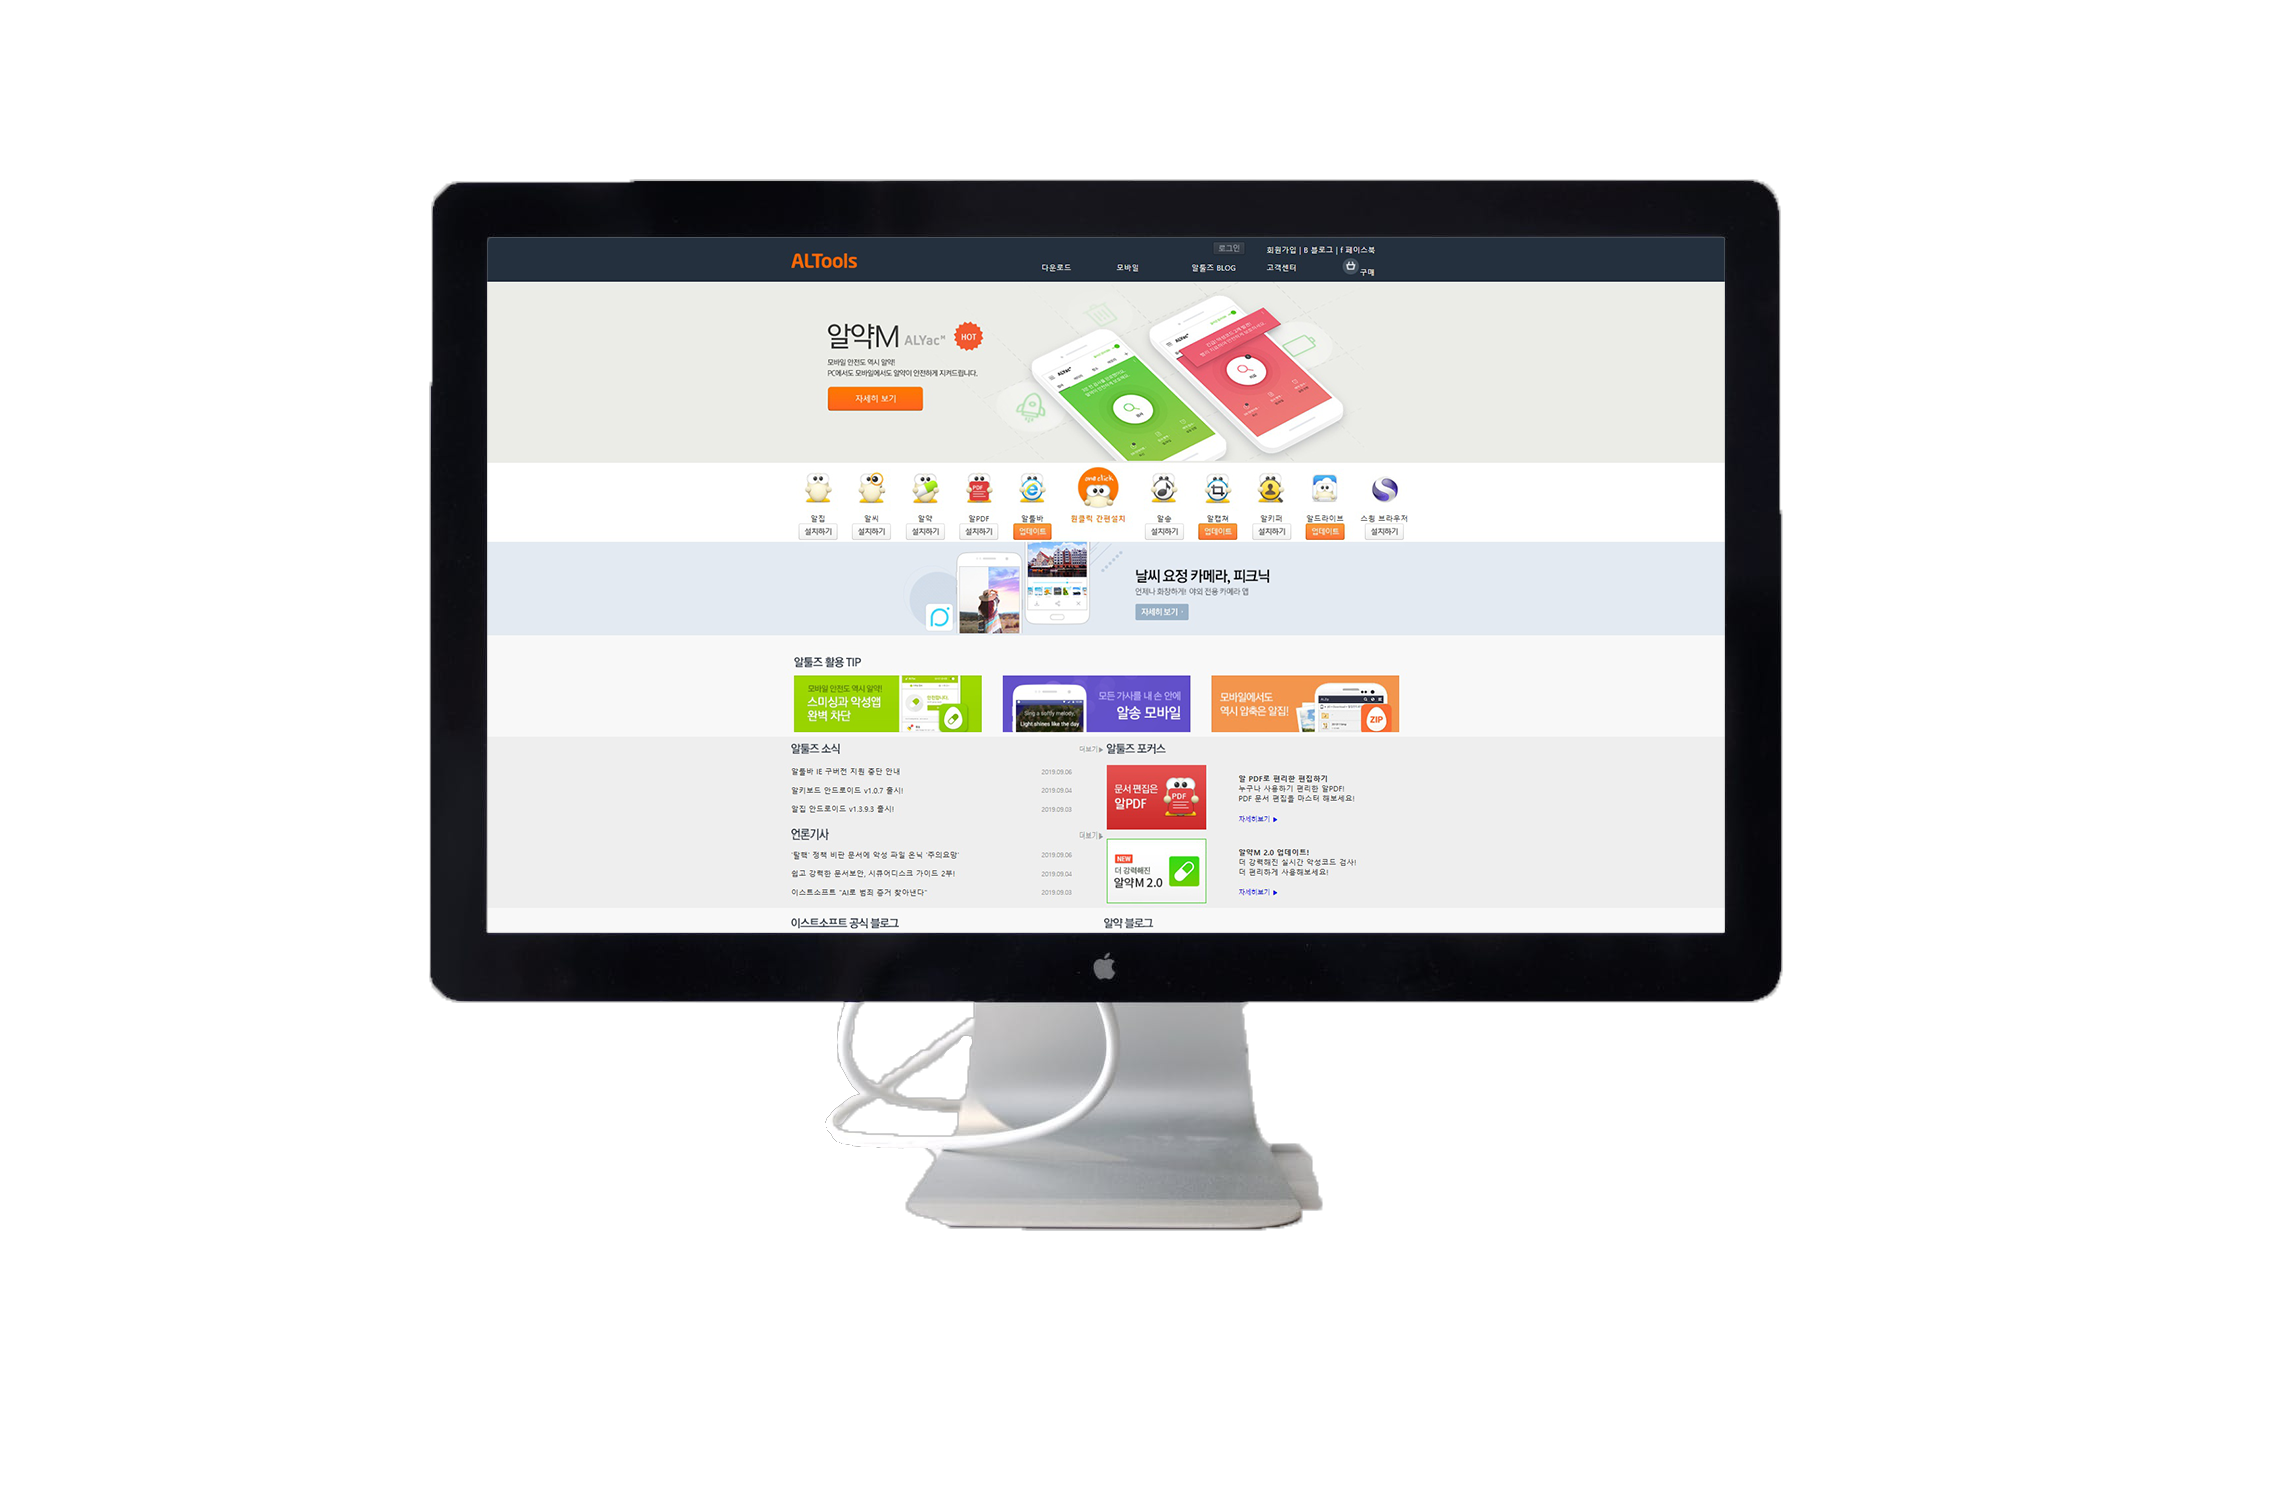 로그인
회원가입 | B 블로그 | f 페이스북
ALTools
다운로드 모바일 알툴즈 BLOG 고객센터 구매
알약M ALYac M HOT
모바일 안전도 역시 알약!
PC에서도 모바일에서도 알약이 안전하게 지켜드립니다.
자세히 보기
ALYac
ALYac
one click
PDF
알집 알씨 알약 알PDF 알툴바 원클릭 간편설치 알송 알캡쳐 알키퍼 알드라이브 스윙 브라우저
설치하기 설치하기 설치하기 설치하기 업데이트 설치하기 업데이트 설치하기 업데이트 설치하기
날씨 요정 카메라, 피크닉
언제나 화창하게! 야외 전용 카메라 앱
자세히 보기
알툴즈 활용 TIP
모바일 안전도 역시 알약!
스미싱과 악성앱
완벽 차단
모든 가사를 내 손 안에
알송 모바일
Sing a softly melody,
Light shines like the day
모바일에서도
역시 압축은 알집!
ZIP
알툴즈 소식 더보기▶
알툴바 IE 구버전 지원 중단 안내 2019.09.06
알키보드 안드로이드 v1.0.7 출시! 2019.09.04
알집 안드로이드 v1.3.9.3 출시! 2019.09.03
언론기사 더보기▶
'탈핵' 정책 비판 문서에 악성 파일 온닉 '주의요망' 2019.09.06
쉽고 강력한 문서보안, 시큐어디스크 가이드 2부! 2019.09.04
이스트소프트 "AI로 범죄 증거 찾아낸다" 2019.09.03
알툴즈 포커스
문서 편집은
알PDF
PDF
알 PDF로 편리한 편집하기
누구나 사용하기 편리한 알PDF!
PDF 문서 편집을 마스터 해보세요!
자세히보기 ▶
NEW
더 강력해진
알약M 2.0
알약M 2.0 업데이트!
더 강력해진 실시간 악성코드 검사!
더 편리하게 사용해보세요!
자세히보기 ▶
이스트소프트 공식 블로그
알약 블로그